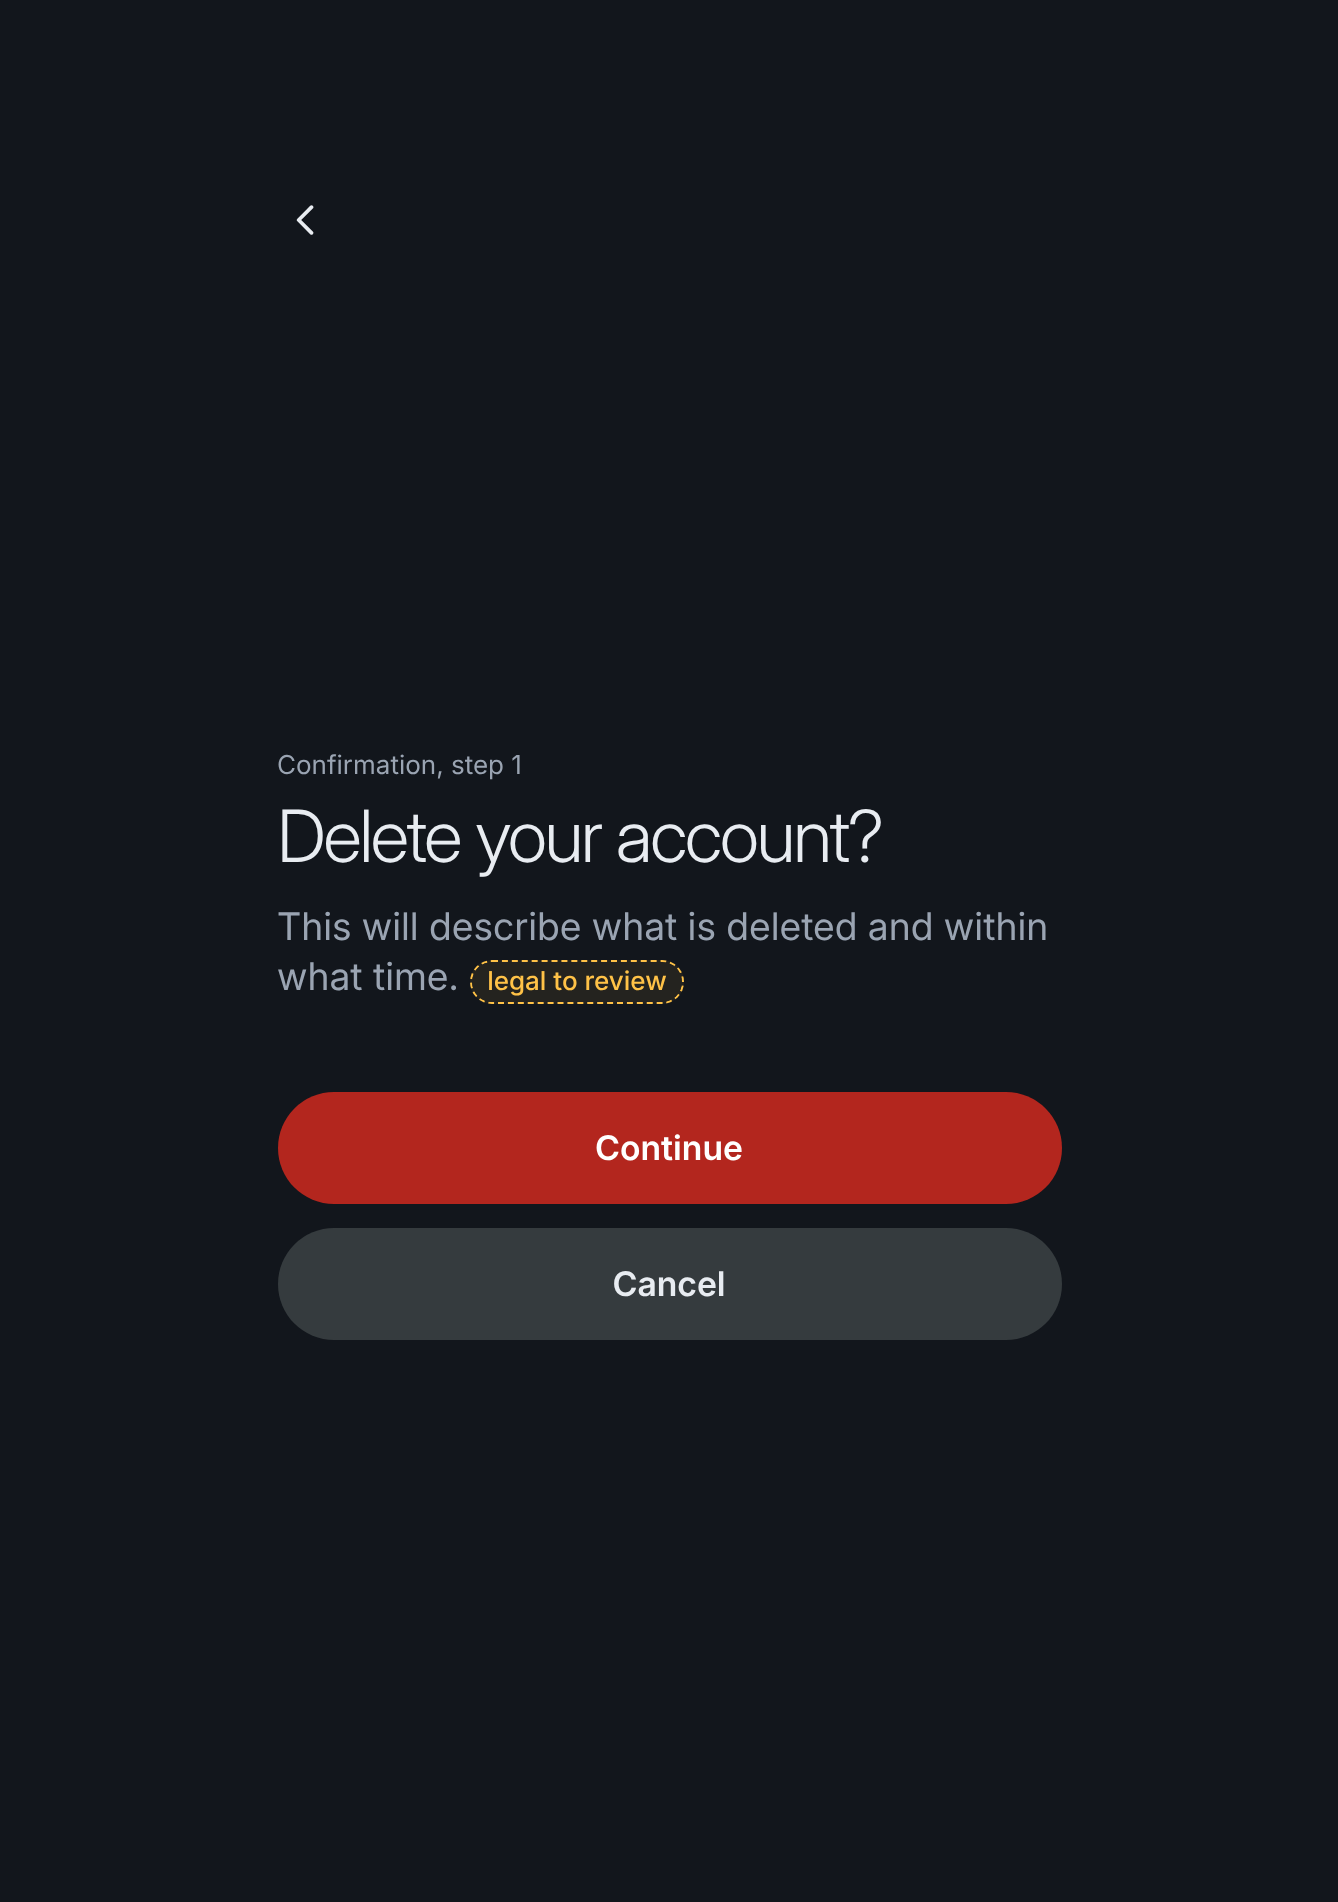 Confirmation, step 1
Delete your account?
This will describe what is deleted and within
what time. legal to review
Continue
Cancel